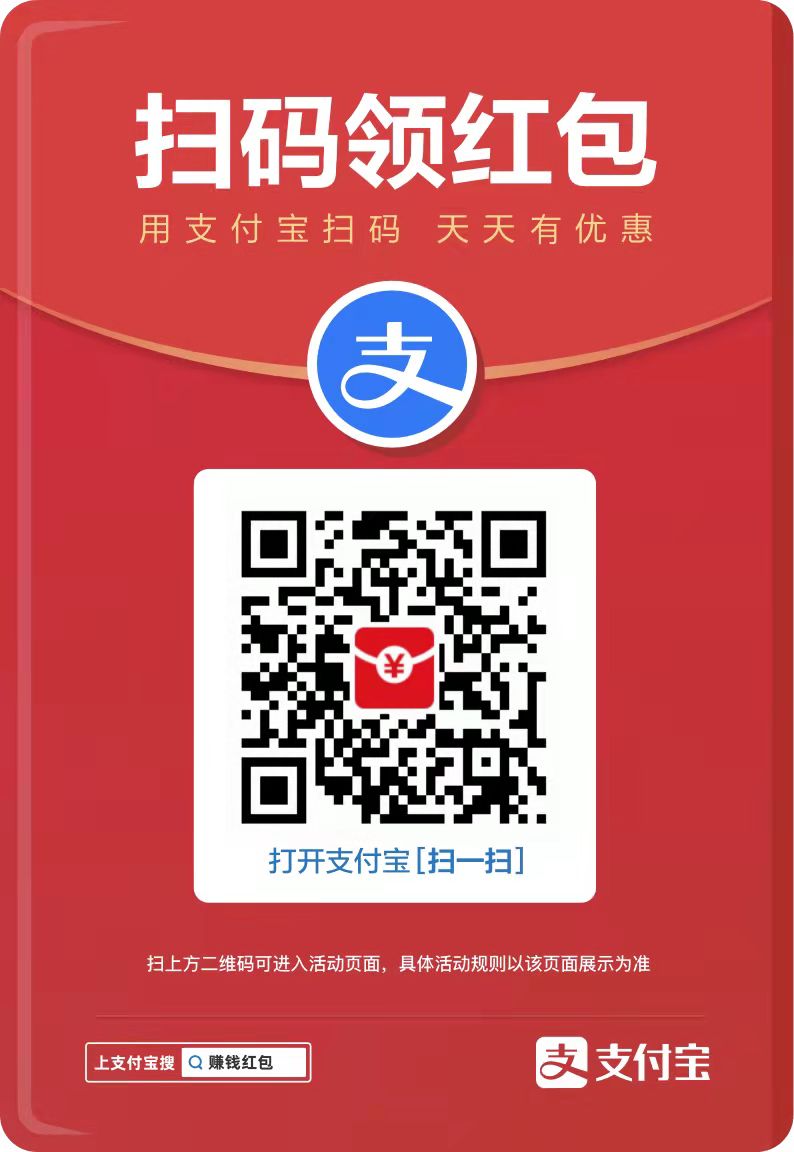 扫码领红包
用支付宝扫码 天天有优惠
支
¥
打开支付宝[扫一扫]
扫上方二维码可进入活动页面，具体活动规则以该页面展示为准
上支付宝搜 赚钱红包
支 支付宝